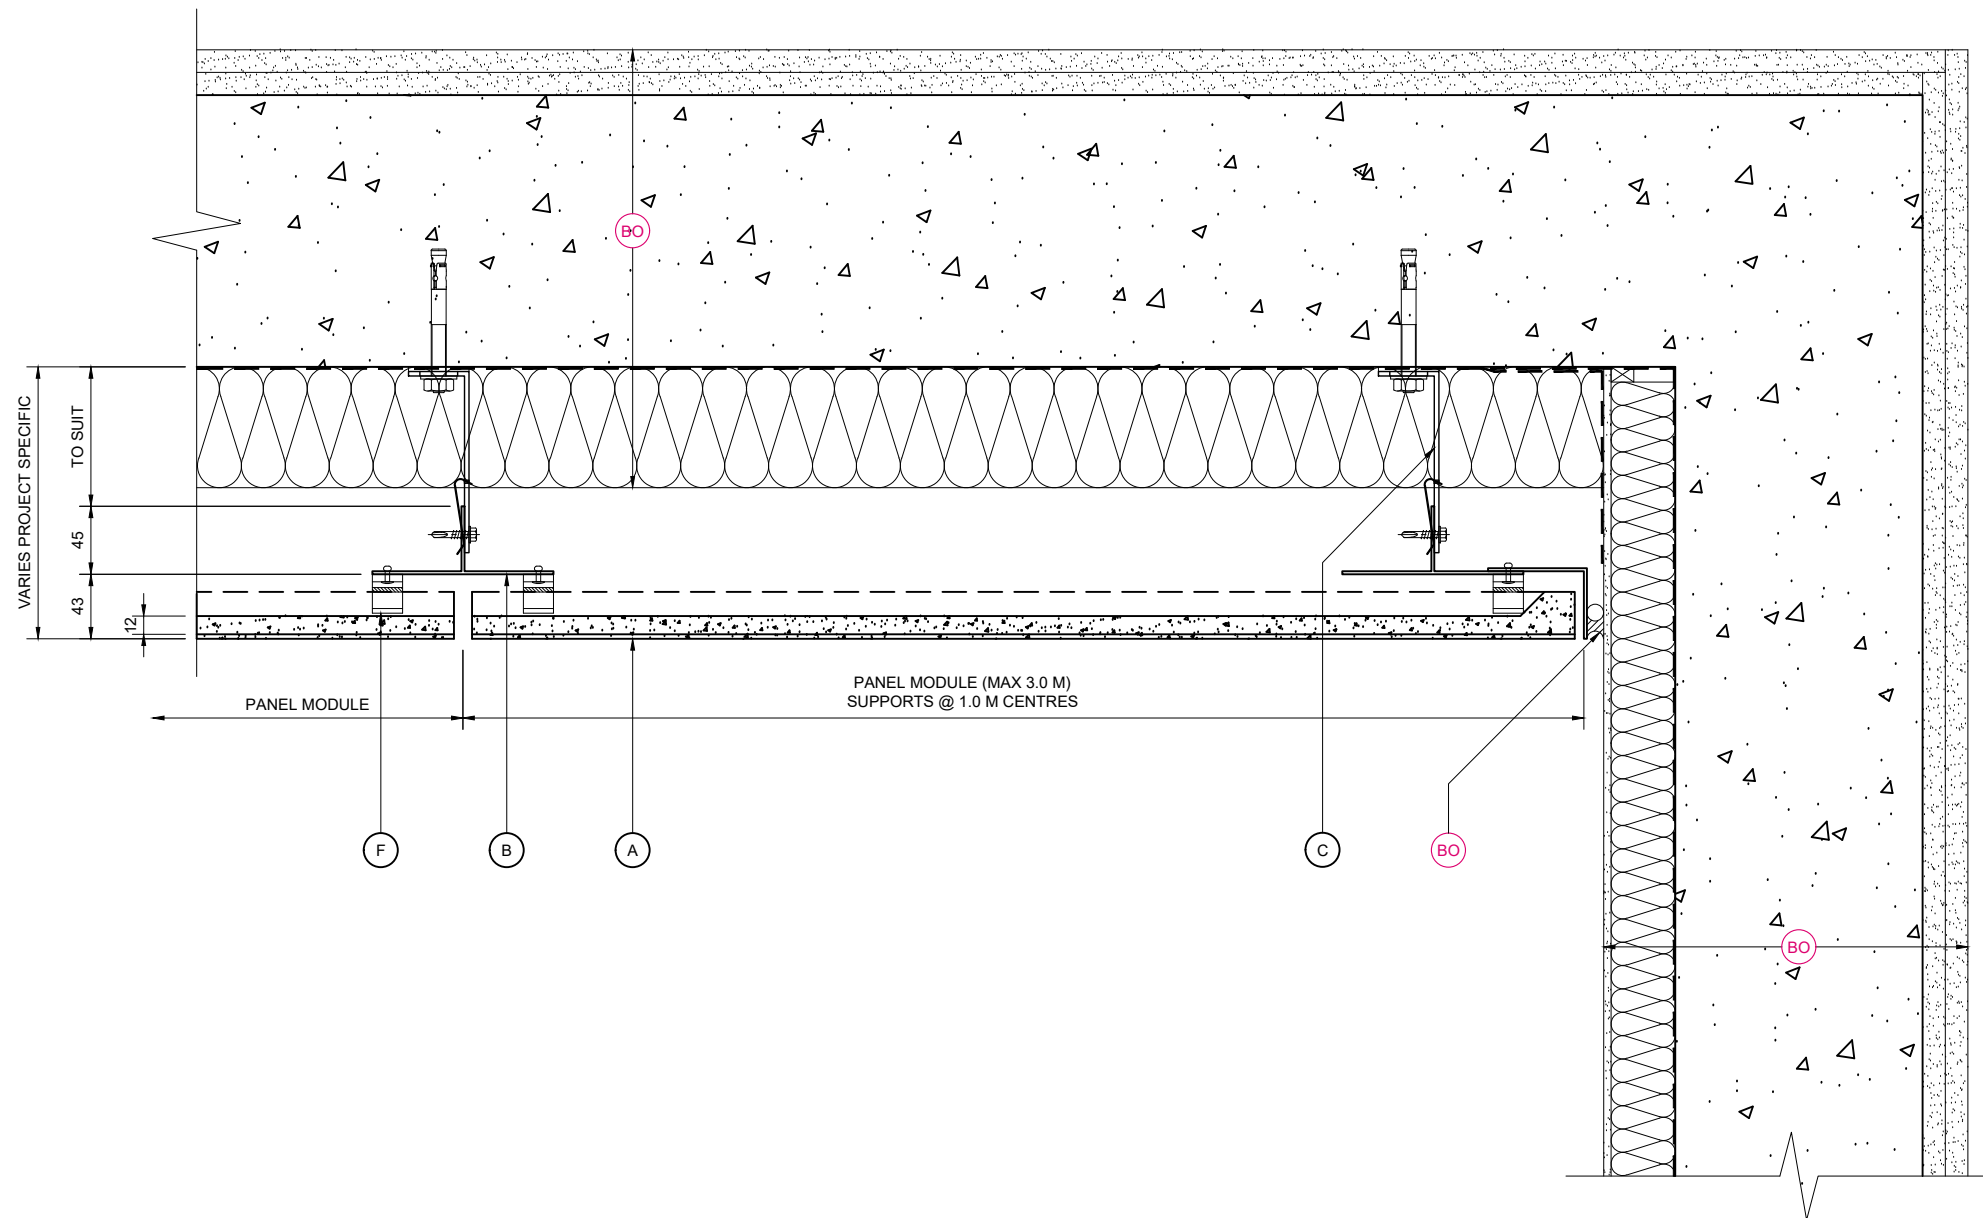 BO
VARIES PROJECT SPECIFIC
TO SUIT
45
43
12
PANEL MODULE
PANEL MODULE (MAX 3.0 M)
SUPPORTS @ 1.0 M CENTRES
F
B
A
C
BO
BO